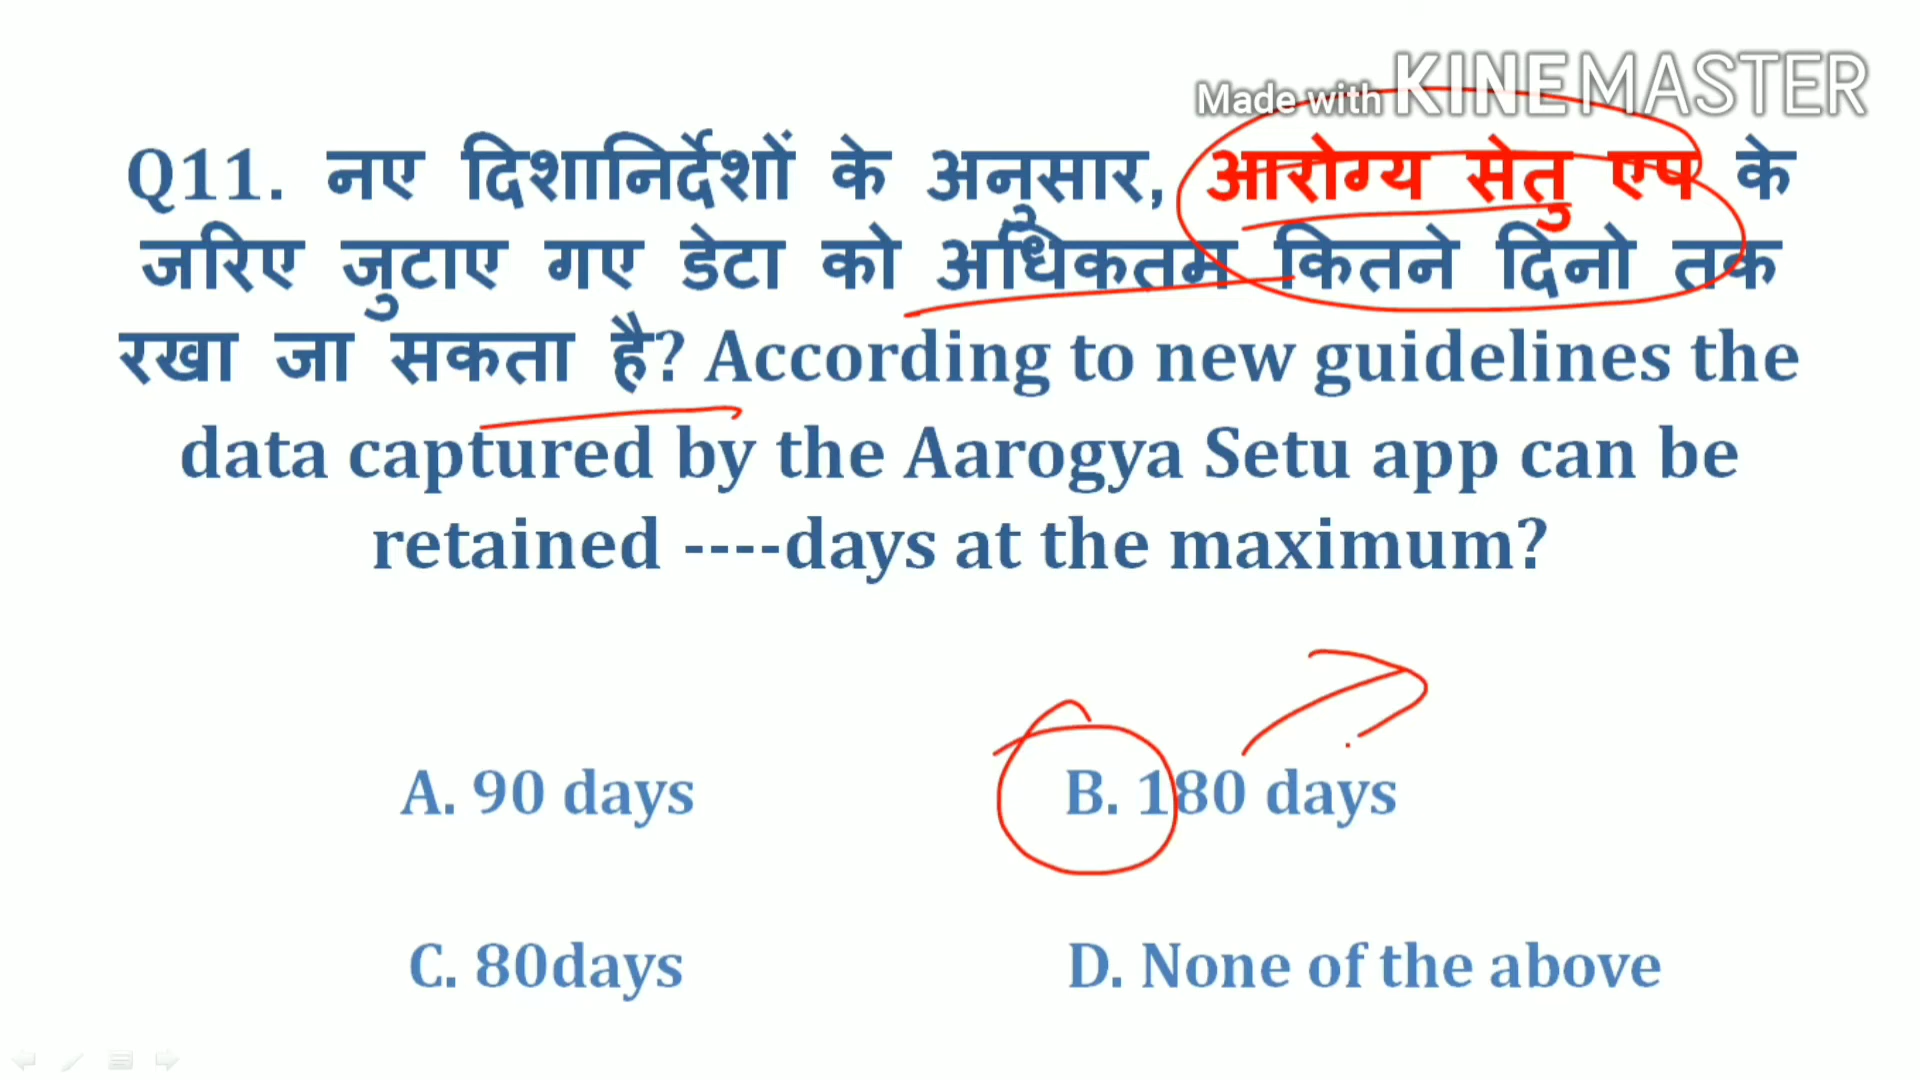 Made with KINEMASTER
Q11. नए दिशानिर्देशों के अनुसार, आरोग्य सेतु एप के
जरिए जुटाए गए डेटा को अधिकतम कितने दिनो तक
रखा जा सकता है? According to new guidelines the
data captured by the Aarogya Setu app can be
retained ----days at the maximum?
A. 90 days
B. 180 days
C. 80days
D. None of the above